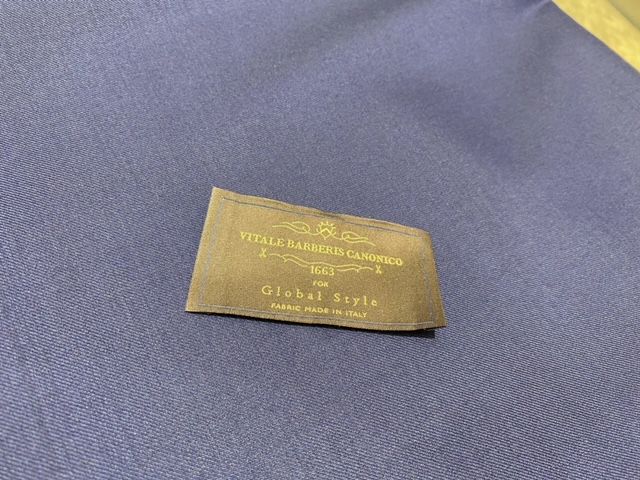 VITALE BARBERIS CANONICO
1663
FOR
Global Style
FABRIC MADE IN ITALY